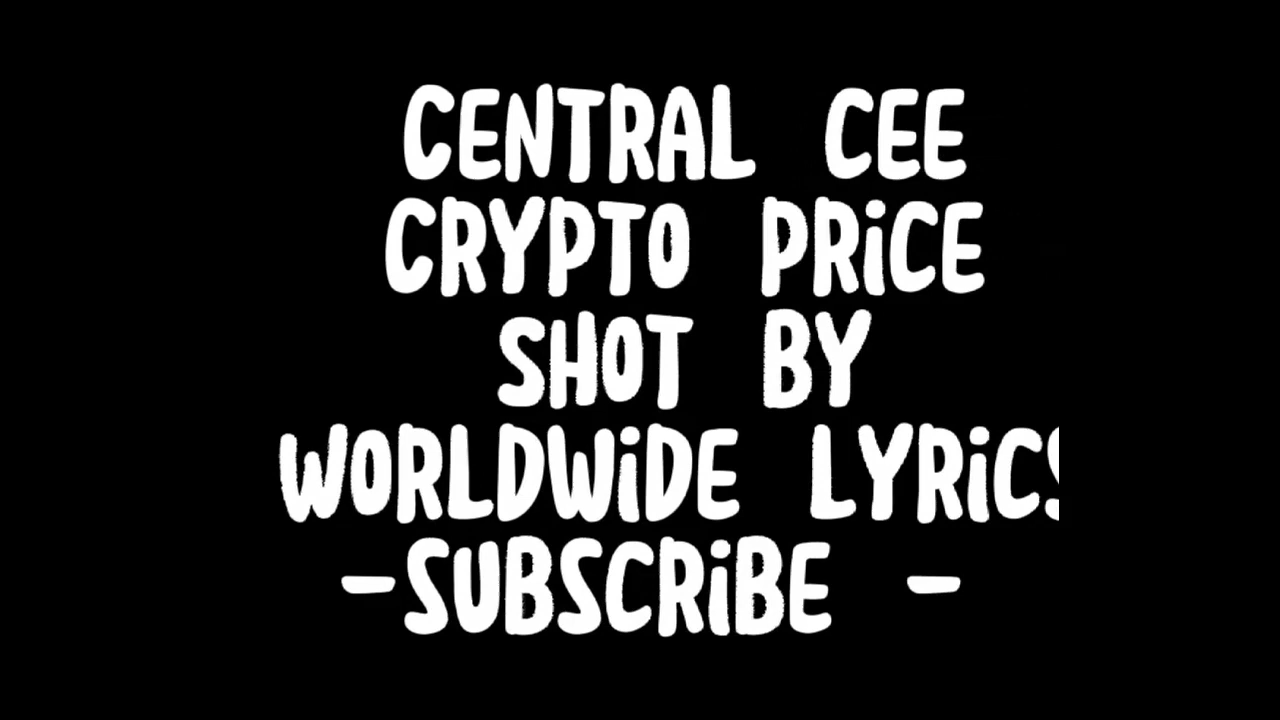 CENTRAL CEE
CRYPTO PRiCE
SHOT BY
WORLDWiDE LYRiCS
-SUBSCRiBE -